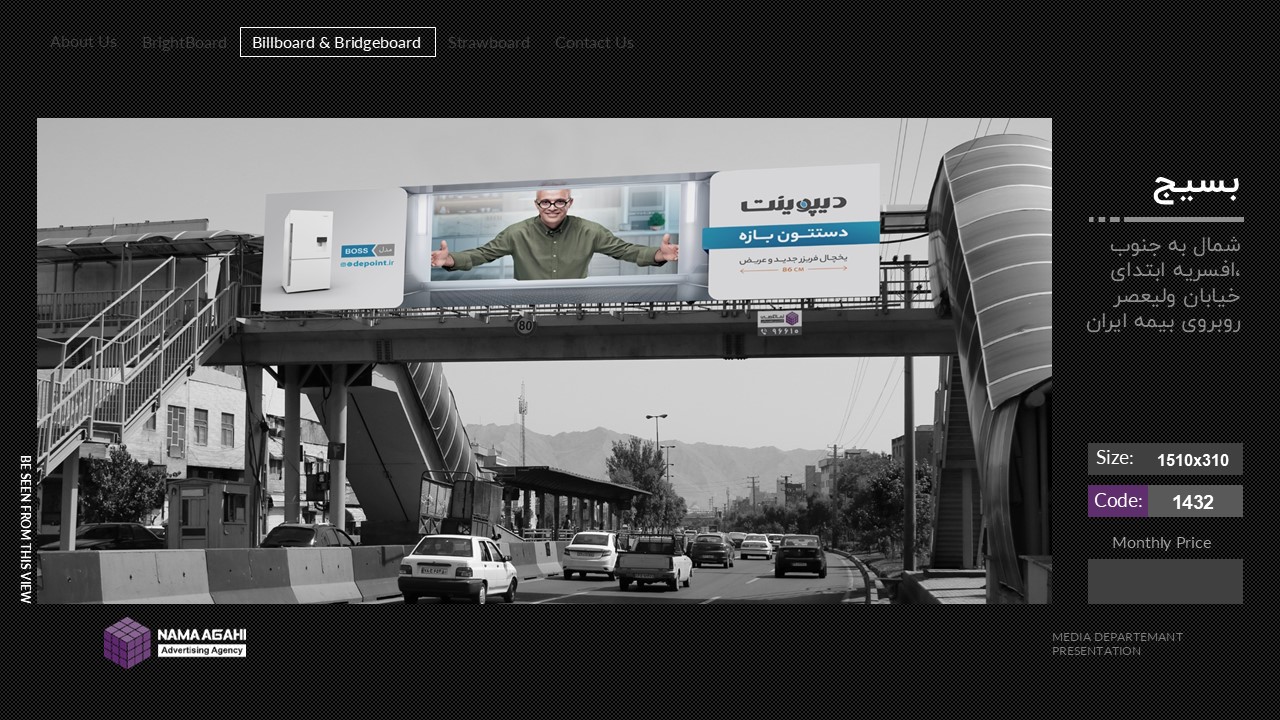 About Us
BrightBoard
Billboard & Bridgeboard
Strawboard
Contact Us
بسیج
شمال به جنوب
،افسریه ابتدای
خیابان ولیعصر
روبروی بیمه ایران
دیپوینت
دستتون بازه
یخچال فریزر جدید و عریض
86 CM
مدل BOSS
depoint.ir
80
۹۶۶۱۰
BE SEEN FROM THIS VIEW
Size: 1510x310
Code: 1432
Monthly Price
NAMA AGAHI
Advertising Agency
MEDIA DEPARTEMANT
PRESENTATION